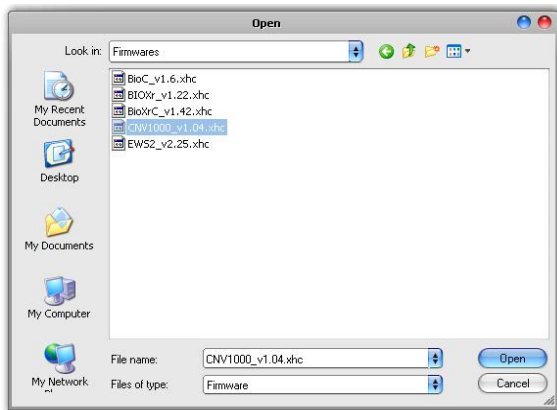 Open
Look in: Firmwares
BioC_v1.6.xhc
BIOXr_v1.22.xhc
BioXrC_v1.42.xhc
CNV1000_v1.04.xhc
EWS2_v2.25.xhc
My Recent
Documents
Desktop
My Documents
My Computer
My Network
File name: CNV1000_v1.04.xhc Open
Files of type: Firmware Cancel